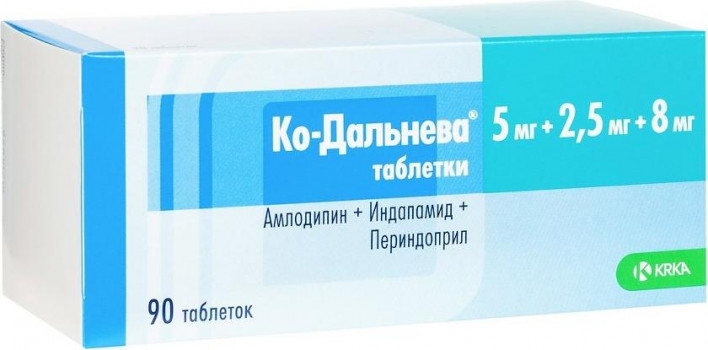 Ко-Дальнева®
таблетки
5 мг + 2,5 мг + 8 мг
Амлодипин + Индапамид +
Периндоприл
KRKA
90 таблеток